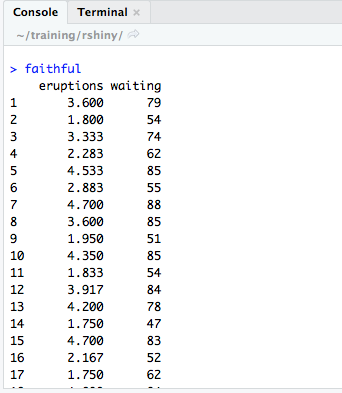 Console Terminal ×
~/training/rshiny/
> faithful
eruptions waiting
1 3.600 79
2 1.800 54
3 3.333 74
4 2.283 62
5 4.533 85
6 2.883 55
7 4.700 88
8 3.600 85
9 1.950 51
10 4.350 85
11 1.833 54
12 3.917 84
13 4.200 78
14 1.750 47
15 4.700 83
16 2.167 52
17 1.750 62